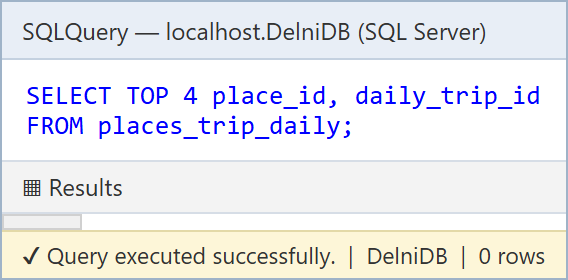 SQLQuery — localhost.DelniDB (SQL Server)
SELECT TOP 4 place_id, daily_trip_id
FROM places_trip_daily;
▦ Results
✔ Query executed successfully. | DelniDB | 0 rows